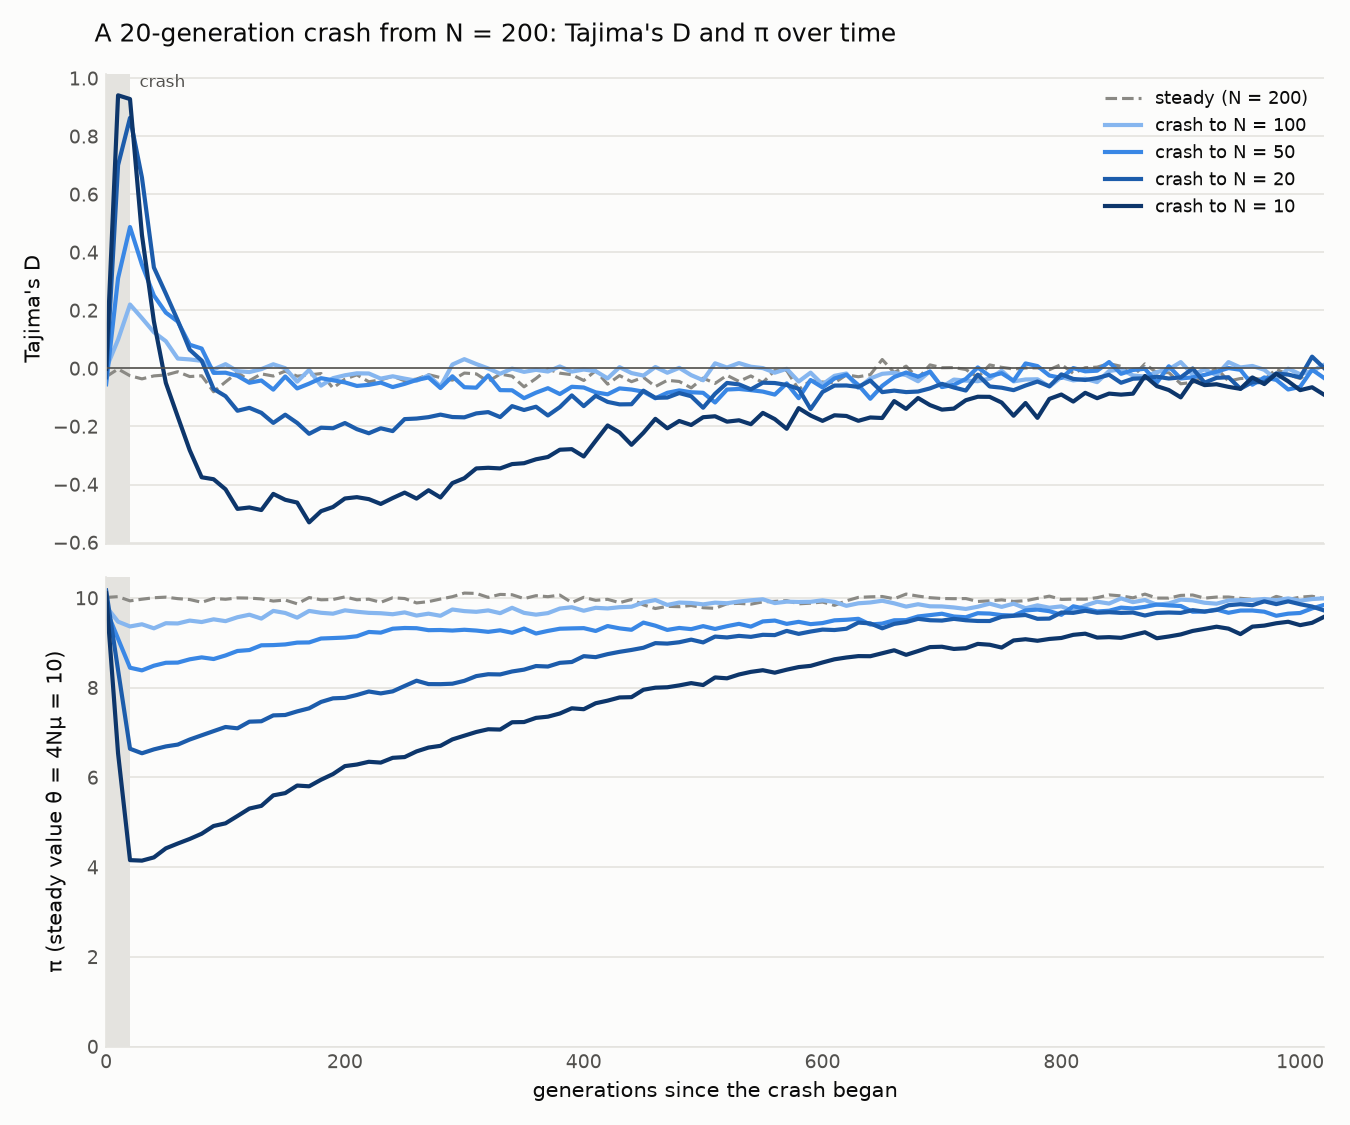 A 20-generation crash from N = 200: Tajima's D and π over time
crash
steady (N = 200)
crash to N = 100
crash to N = 50
crash to N = 20
crash to N = 10
Tajima's D
1.0
0.8
0.6
0.4
0.2
0.0
−0.2
−0.4
−0.6
π (steady value θ = 4Nμ = 10)
10
8
6
4
2
0
0 200 400 600 800 1000
generations since the crash began